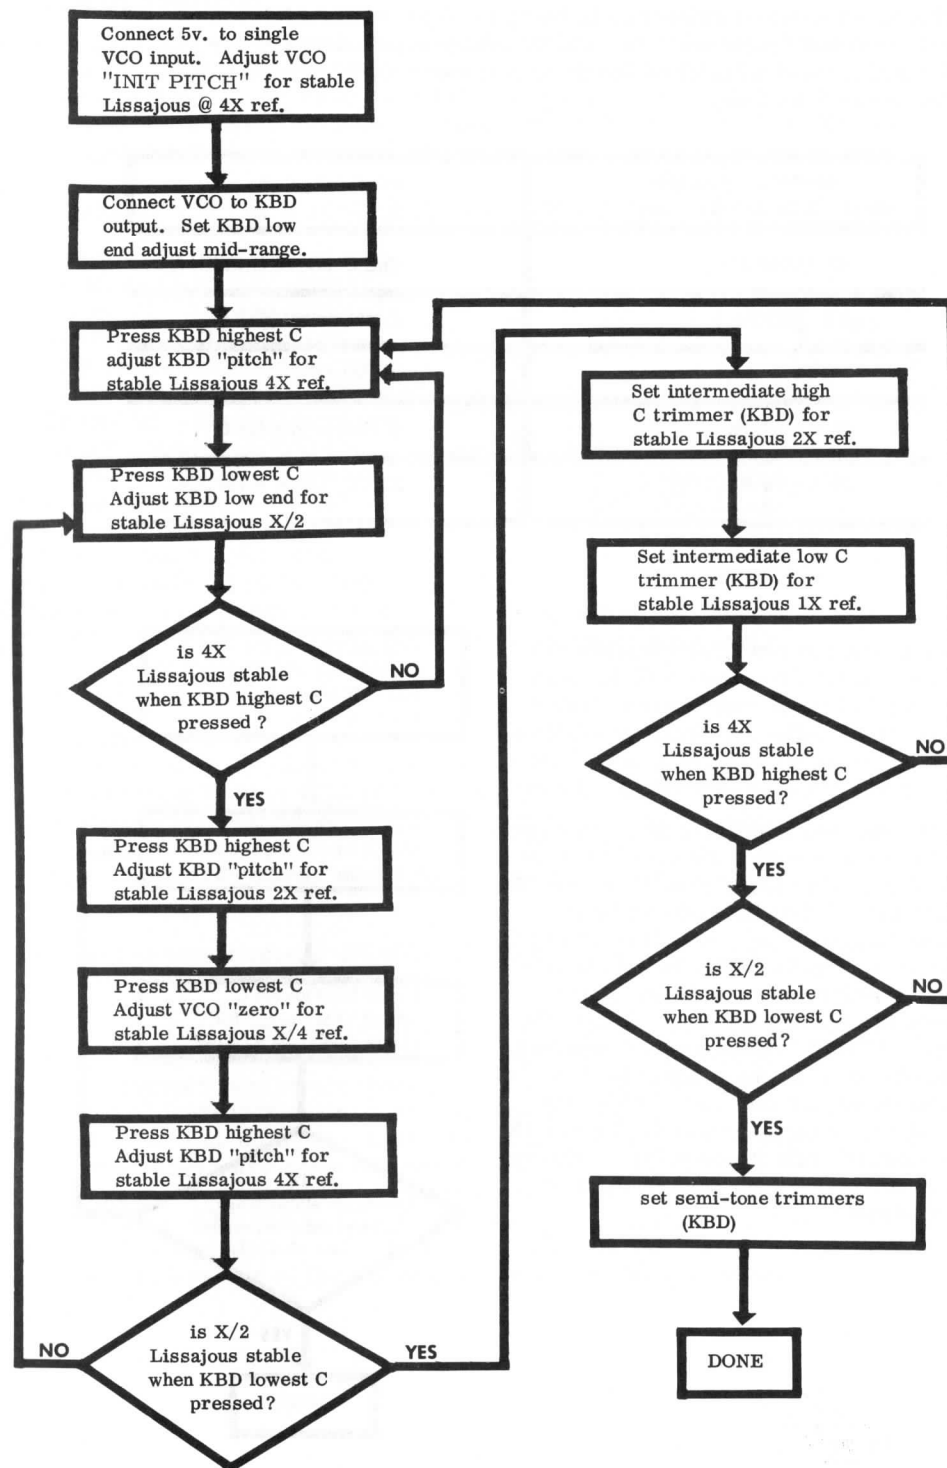 Connect 5v. to single
VCO input. Adjust VCO
"INIT PITCH" for stable
Lissajous @ 4X ref.
Connect VCO to KBD
output. Set KBD low
end adjust mid-range.
Press KBD highest C
adjust KBD "pitch" for
stable Lissajous 4X ref.
Press KBD lowest C
Adjust KBD low end for
stable Lissajous X/2
is 4X
Lissajous stable
when KBD highest C
pressed?
NO
YES
Press KBD highest C
Adjust KBD "pitch" for
stable Lissajous 2X ref.
Press KBD lowest C
Adjust VCO "zero" for
stable Lissajous X/4 ref.
Press KBD highest C
Adjust KBD "pitch" for
stable Lissajous 4X ref.
is X/2
Lissajous stable
when KBD lowest C
pressed?
NO
YES
Set intermediate high
C trimmer (KBD) for
stable Lissajous 2X ref.
Set intermediate low C
trimmer (KBD) for
stable Lissajous 1X ref.
is 4X
Lissajous stable
when KBD highest C
pressed?
NO
YES
is X/2
Lissajous stable
when KBD lowest C
pressed?
NO
YES
set semi-tone trimmers
(KBD)
DONE